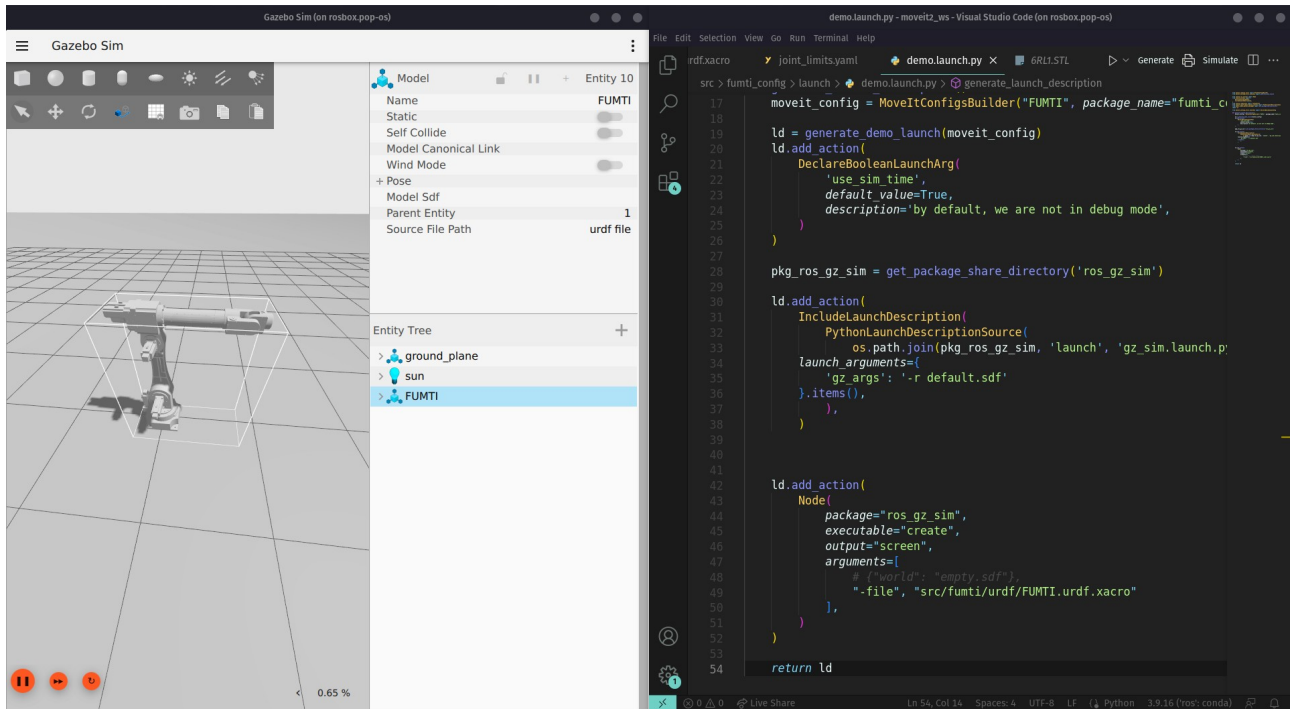 Gazebo Sim (on rosbox.pop-os)
Gazebo Sim
Model
Entity 10
Name FUMTI
Static
Self Collide
Model Canonical Link
Wind Mode
+ Pose
Model Sdf
Parent Entity 1
Source File Path urdf file
Entity Tree +
> ground_plane
> sun
> FUMTI
< 0.65 %
demo.launch.py - moveit2_ws - Visual Studio Code (on rosbox.pop-os)
File Edit Selection View Go Run Terminal Help
rdf.xacro joint_limits.yaml demo.launch.py × 6RL1.STL Generate Simulate ...
src > fumti_config > launch > demo.launch.py > generate_launch_description
17 moveit_config = MoveItConfigsBuilder("FUMTI", package_name="fumti_co
18
19 ld = generate_demo_launch(moveit_config)
20 ld.add_action(
21 DeclareBooleanLaunchArg(
22 'use_sim_time',
23 default_value=True,
24 description='by default, we are not in debug mode',
25 )
26 )
27
28 pkg_ros_gz_sim = get_package_share_directory('ros_gz_sim')
29
30 ld.add_action(
31 IncludeLaunchDescription(
32 PythonLaunchDescriptionSource(
33 os.path.join(pkg_ros_gz_sim, 'launch', 'gz_sim.launch.py
34 launch_arguments={
35 'gz_args': '-r default.sdf'
36 }.items(),
37 ),
38 )
39
40
41
42 ld.add_action(
43 Node(
44 package="ros_gz_sim",
45 executable="create",
46 output="screen",
47 arguments=[
48 # {"world": "empty.sdf"},
49 "-file", "src/fumti/urdf/FUMTI.urdf.xacro"
50 ],
51 )
52 )
53
54 return ld
4
1
0 0 Live Share Ln 54, Col 14 Spaces: 4 UTF-8 LF Python 3.9.16 ('ros': conda)